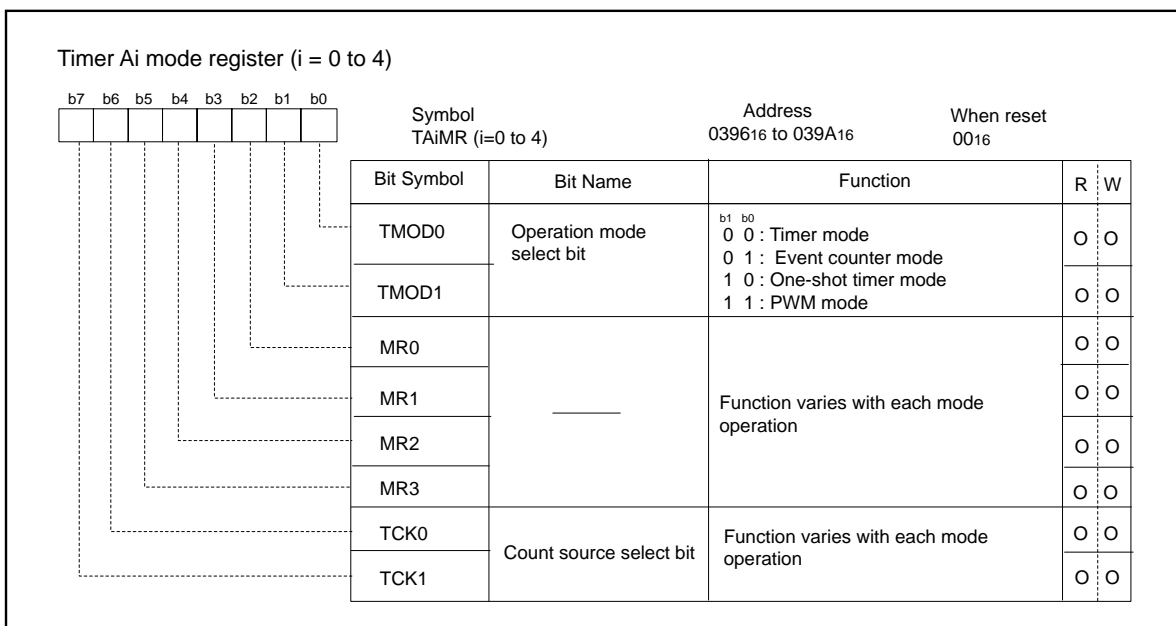 Timer Ai mode register (i = 0 to 4)
b7 b6 b5 b4 b3 b2 b1 b0
Symbol Address When reset
TAiMR (i=0 to 4) 039616 to 039A16 0016
Bit Symbol Bit Name Function R W
b1 b0
TMOD0 Operation mode select bit 0 0 : Timer mode O O
0 1 : Event counter mode
TMOD1 1 0 : One-shot timer mode O O
1 1 : PWM mode
MR0 O O
MR1 Function varies with each mode operation O O
MR2 O O
MR3 O O
TCK0 Count source select bit Function varies with each mode operation O O
TCK1 O O